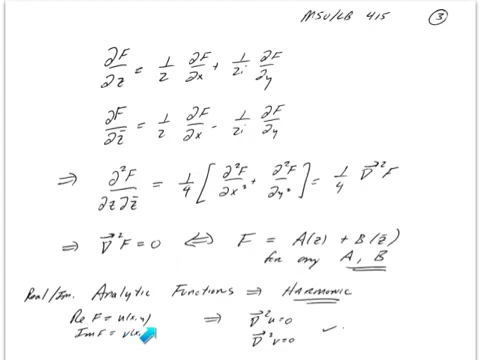 MSU/LB 415 ③
∂F/∂z = 1/2 ∂F/∂x + 1/2i ∂F/∂y
∂F/∂z̄ = 1/2 ∂F/∂x - 1/2i ∂F/∂y
⇒ ∂²F/∂z∂z̄ = 1/4 [ ∂²F/∂x² + ∂²F/∂y² ] = 1/4 ∇⃗²F
⇒ ∇⃗²F = 0 ⇔ F = A(z) + B(z̄)
for any A, B
Real/Im. Analytic Functions ⇒ HARMONIC
Re F = u(x,y) ⇒ ∇⃗²u=0
Im F = v(x,
∇⃗²v=0 ✓.